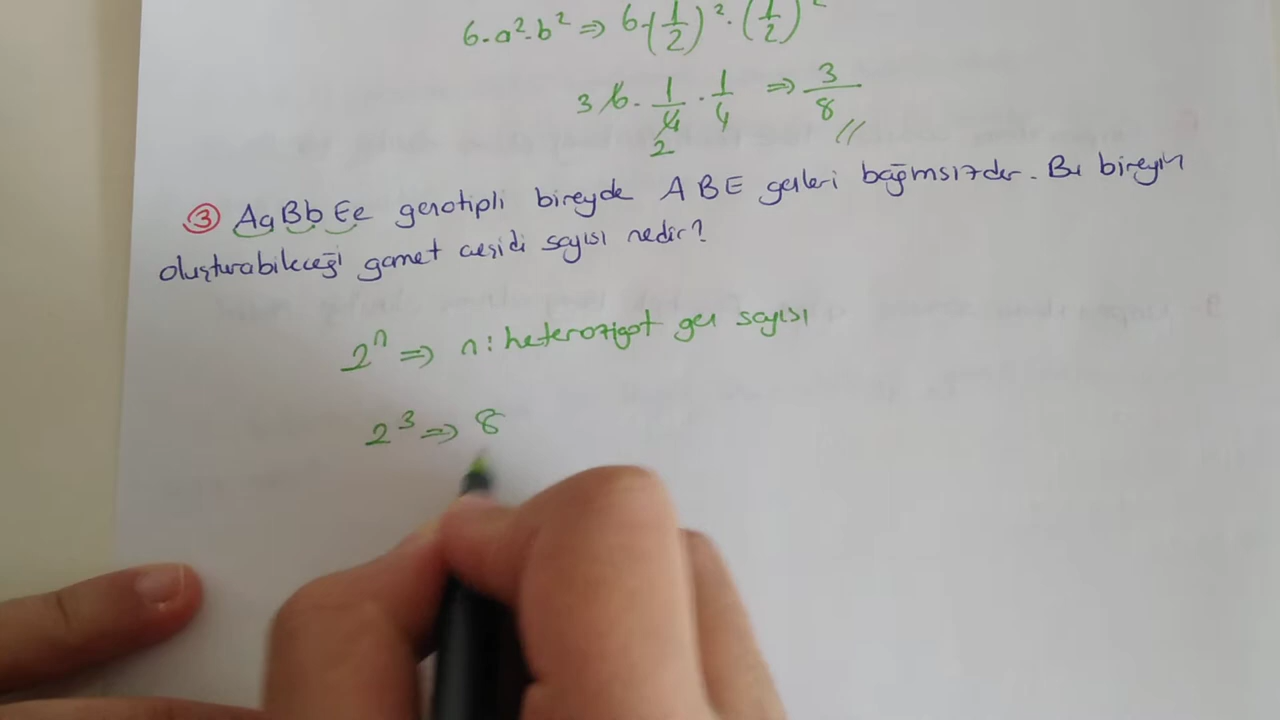 6.a².b² ⇒ 6.(1/2)².(1/2)²
3 6. 1/4 2 . 1/4 ⇒ 3/8 //
③ AaBbEe genotipli bireyde A B E genleri bağımsızdır. Bu bireyin
oluşturabileceği gamet çeşidi sayısı nedir?
2ⁿ ⇒ n: heterozigot gen sayısı
2³ ⇒ 8